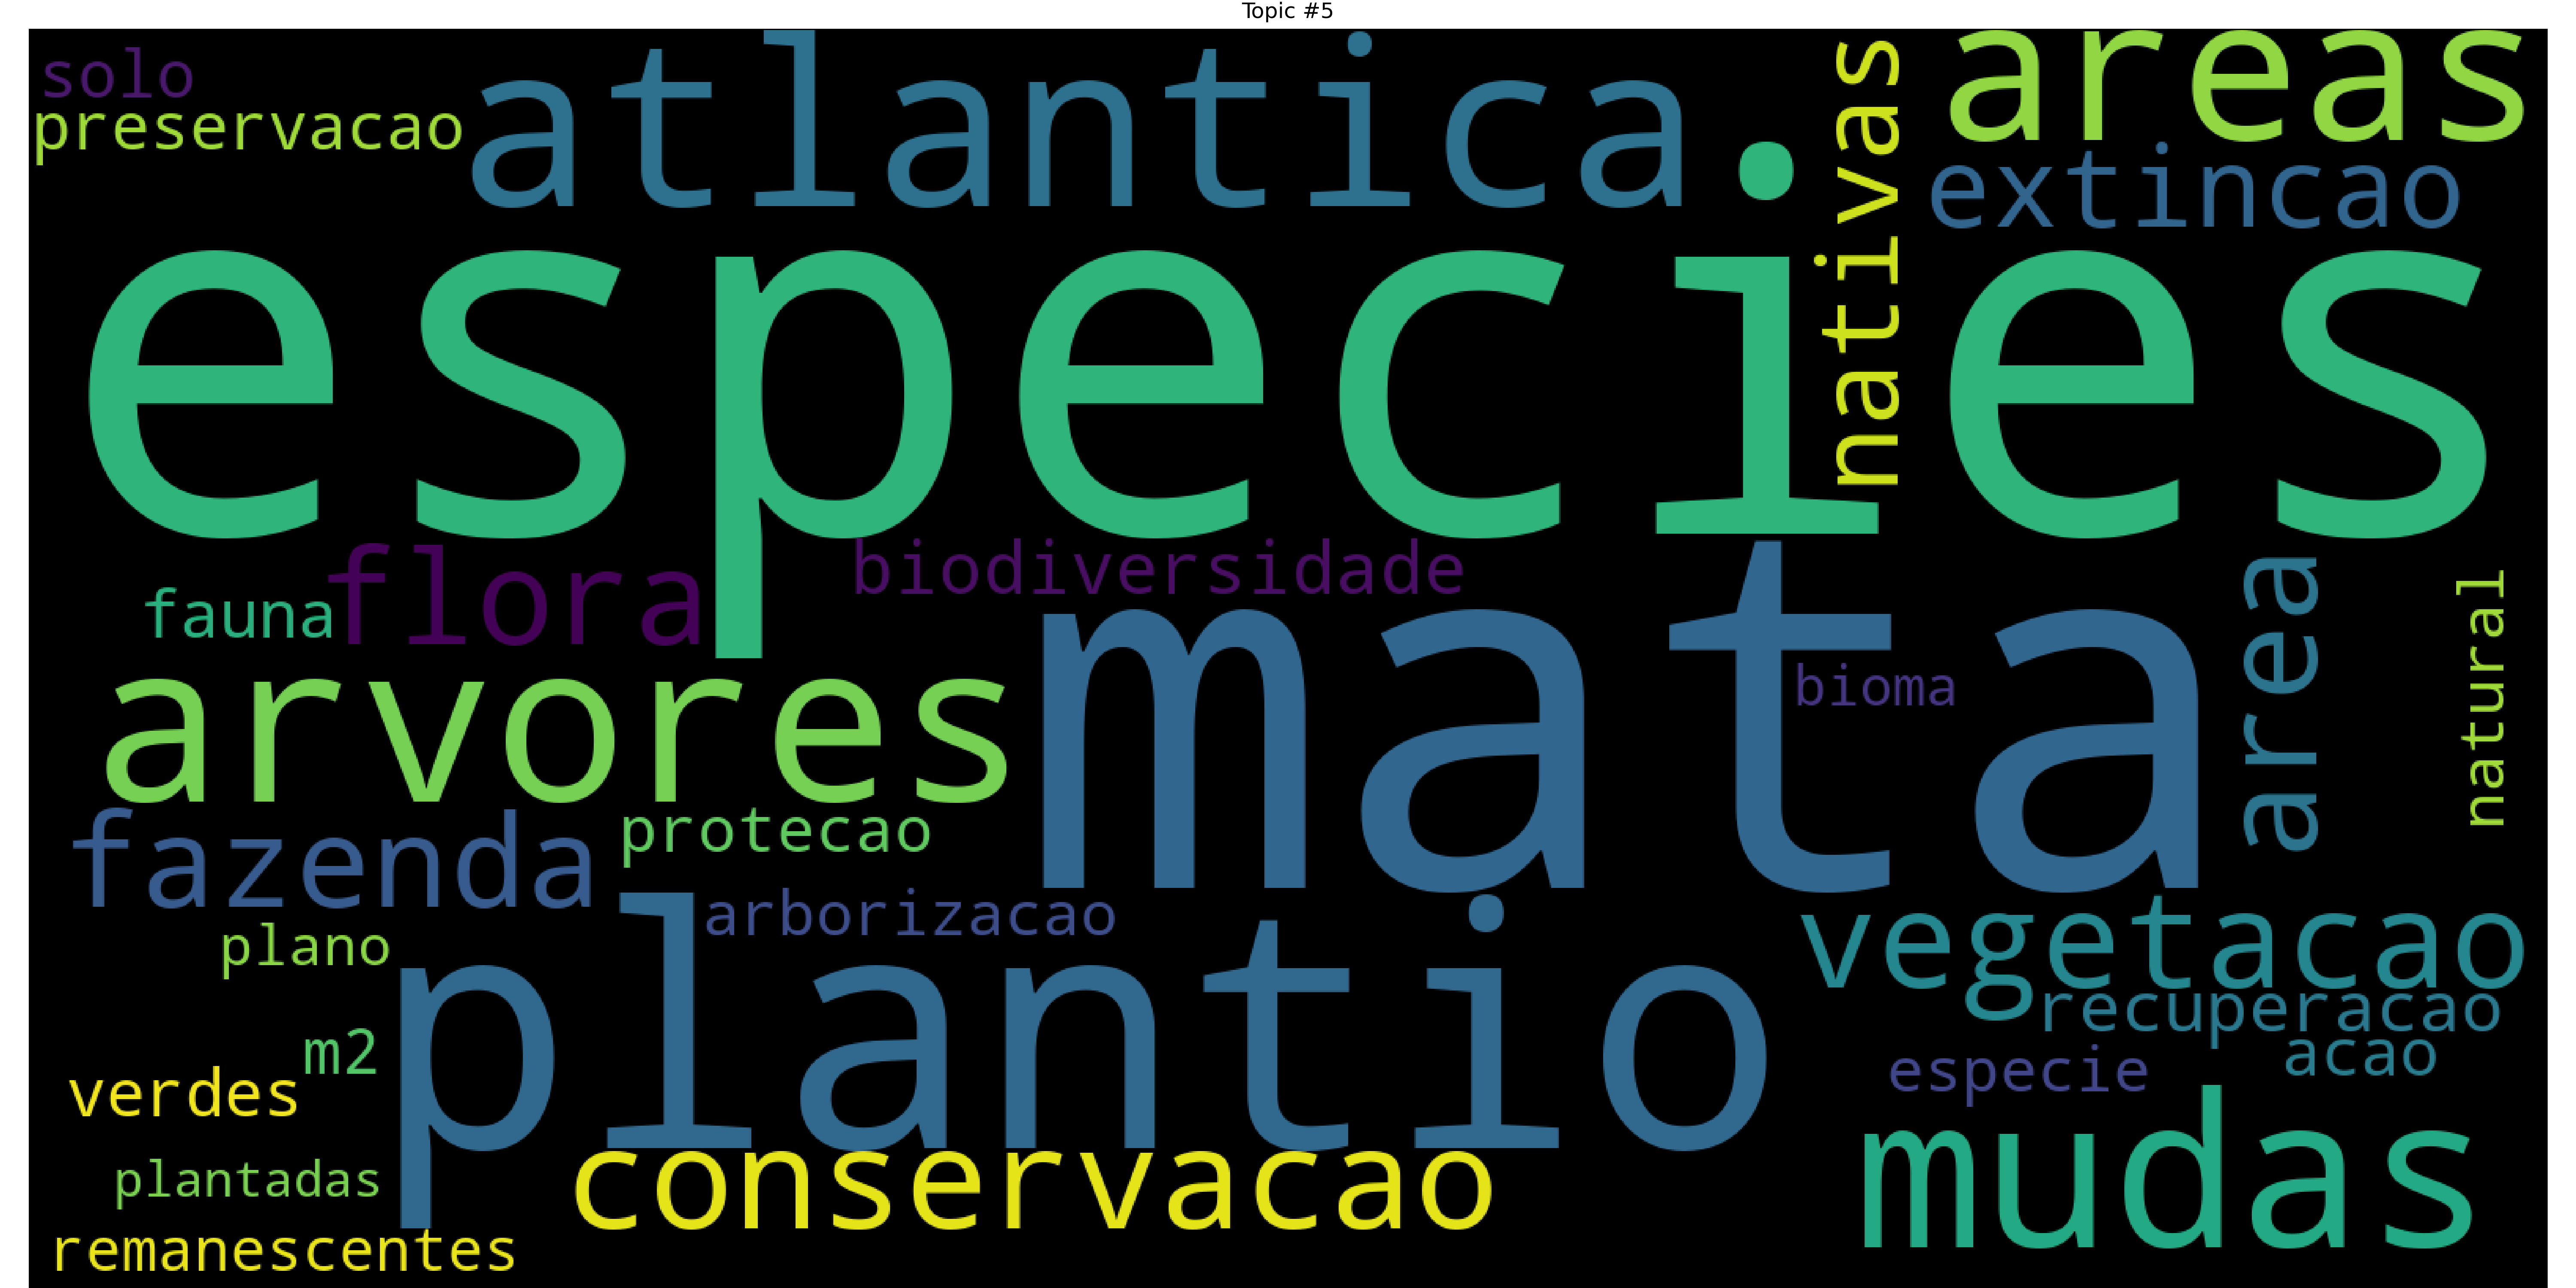 Topic #5
solo
preservacao
atlantica
nativas
areas
extincao
especies
flora
fauna
biodiversidade
mata
bioma
area
natural
arvores
protecao
fazenda
arborizacao
plano
plantio
vegetacao
recuperacao
acao
especie
m2
verdes
mudas
plantadas
conservacao
remanescentes